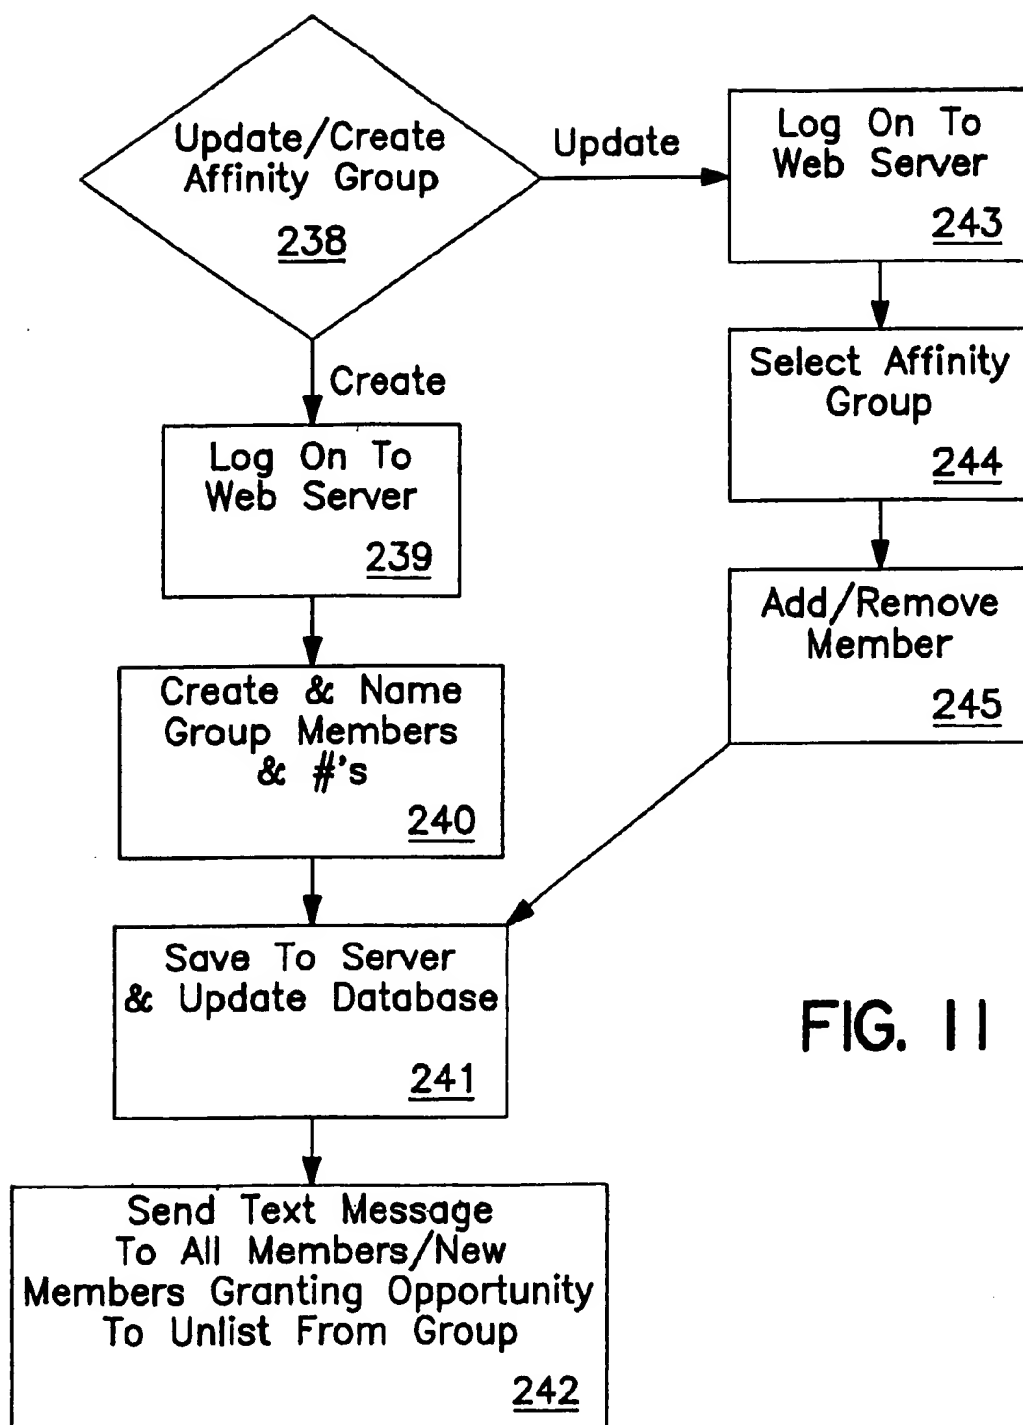 Update/Create
Affinity Group
238
Update
Log On To
Web Server
243
Select Affinity
Group
244
Add/Remove
Member
245
Create
Log On To
Web Server
239
Create & Name
Group Members
& #'s
240
Save To Server
& Update Database
241
Send Text Message
To All Members/New
Members Granting Opportunity
To Unlist From Group
242
FIG. 11